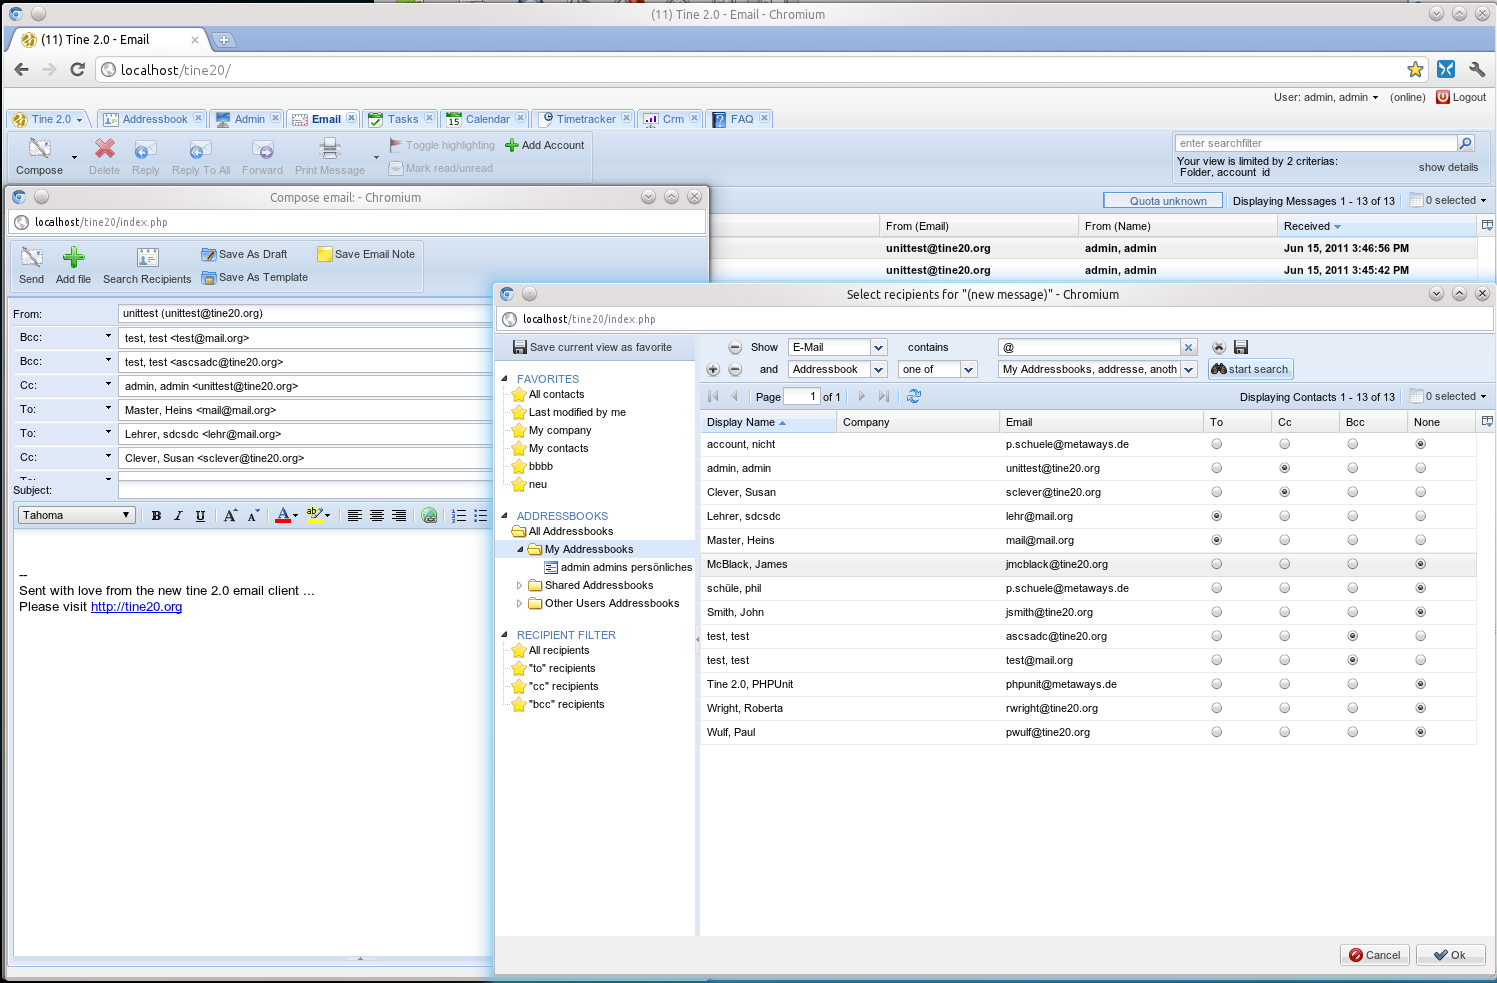 (11) Tine 2.0 - Email - Chromium
(11) Tine 2.0 - Email
localhost/tine20/
User: admin, admin (online) Logout
Tine 2.0 Addressbook Admin Email Tasks Calendar Timetracker Crm FAQ
Compose Delete Reply Reply To All Forward Print Message
Toggle highlighting Add Account
Mark read/unread
enter searchfilter
Your view is limited by 2 criterias:
Folder, account_id
show details
Quota unknown Displaying Messages 1 - 13 of 13 0 selected
From (Email) From (Name) Received
unittest@tine20.org admin, admin Jun 15, 2011 3:46:56 PM
unittest@tine20.org admin, admin Jun 15, 2011 3:45:42 PM
Compose email: - Chromium
localhost/tine20/index.php
Send Add file Search Recipients
Save As Draft Save Email Note
Save As Template
From: unittest (unittest@tine20.org)
Bcc: test, test <test@mail.org>
Bcc: test, test <ascsadc@tine20.org>
Cc: admin, admin <unittest@tine20.org>
To: Master, Heins <mail@mail.org>
To: Lehrer, sdcsdc <lehr@mail.org>
Cc: Clever, Susan <sclever@tine20.org>
Subject:
Tahoma B I U A A A ab
--
Sent with love from the new tine 2.0 email client ...
Please visit http://tine20.org
Select recipients for "(new message)" - Chromium
localhost/tine20/index.php
Save current view as favorite
FAVORITES
All contacts
Last modified by me
My company
My contacts
bbbb
neu
ADDRESSBOOKS
All Addressbooks
My Addressbooks
admin admins persönliches
Shared Addressbooks
Other Users Addressbooks
RECIPIENT FILTER
All recipients
"to" recipients
"cc" recipients
"bcc" recipients
Show E-Mail contains @
and Addressbook one of My Addressbooks, addresse, anoth start search
Page 1 of 1 Displaying Contacts 1 - 13 of 13 0 selected
Display Name Company Email To Cc Bcc None
account, nicht p.schuele@metaways.de
admin, admin unittest@tine20.org
Clever, Susan sclever@tine20.org
Lehrer, sdcsdc lehr@mail.org
Master, Heins mail@mail.org
McBlack, James jmcblack@tine20.org
schüle, phil p.schuele@metaways.de
Smith, John jsmith@tine20.org
test, test ascsadc@tine20.org
test, test test@mail.org
Tine 2.0, PHPUnit phpunit@metaways.de
Wright, Roberta rwright@tine20.org
Wulf, Paul pwulf@tine20.org
Cancel Ok